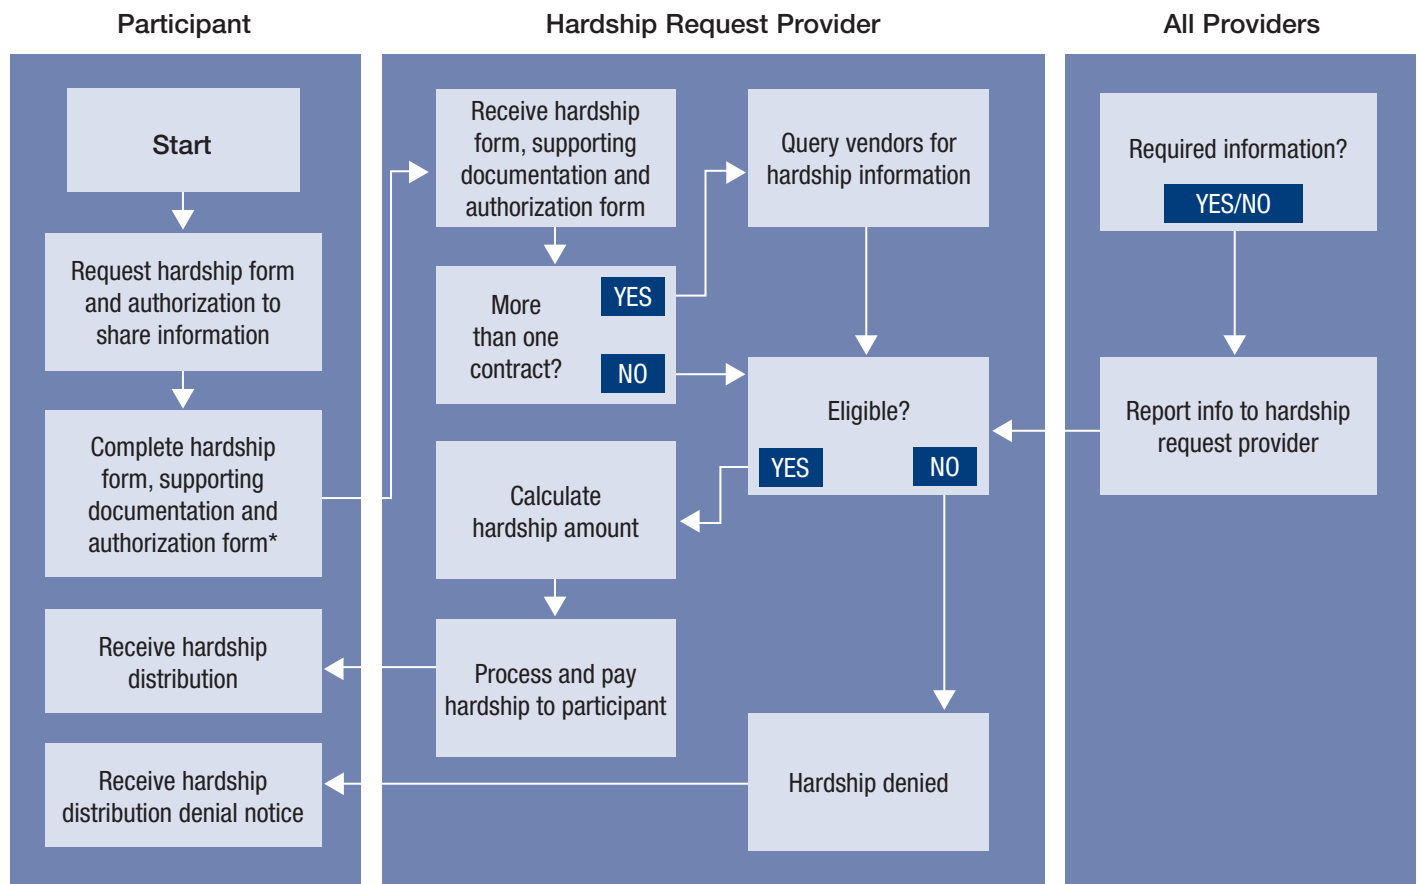 Participant
Hardship Request Provider
All Providers
Start
Request hardship form
and authorization to
share information
Complete hardship
form, supporting
documentation and
authorization form*
Receive hardship
distribution
Receive hardship
distribution denial notice
Receive hardship
form, supporting
documentation and
authorization form
More
than one
contract?
YES
NO
Query vendors for
hardship information
Eligible?
YES
NO
Calculate
hardship amount
Process and pay
hardship to participant
Hardship denied
Required information?
YES/NO
Report info to hardship
request provider